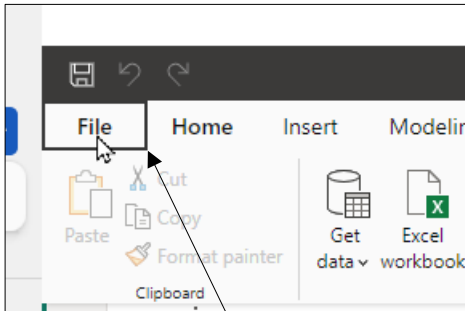 File Home Insert Modelin
Cut
Copy
Paste
Format painter
Get data
Excel workbook
Clipboard